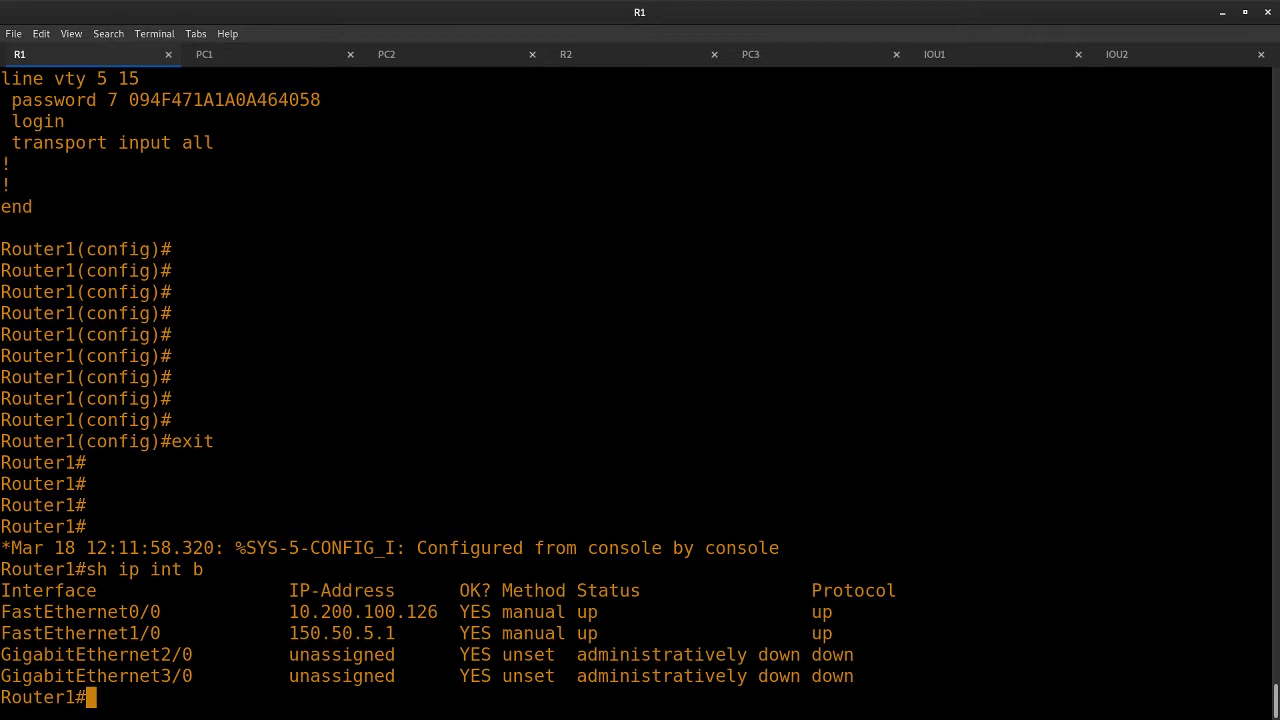 R1
File Edit View Search Terminal Tabs Help
R1 PC1 PC2 R2 PC3 IOU1 IOU2
line vty 5 15
 password 7 094F471A1A0A464058
 login
 transport input all
!
!
end
Router1(config)#
Router1(config)#
Router1(config)#
Router1(config)#
Router1(config)#
Router1(config)#
Router1(config)#
Router1(config)#
Router1(config)#
Router1(config)#exit
Router1#
Router1#
Router1#
Router1#
*Mar 18 12:11:58.320: %SYS-5-CONFIG_I: Configured from console by console
Router1#sh ip int b
Interface                  IP-Address      OK? Method Status                Protocol
FastEthernet0/0            10.200.100.126  YES manual up                    up
FastEthernet1/0            150.50.5.1      YES manual up                    up
GigabitEthernet2/0         unassigned      YES unset  administratively down down
GigabitEthernet3/0         unassigned      YES unset  administratively down down
Router1#